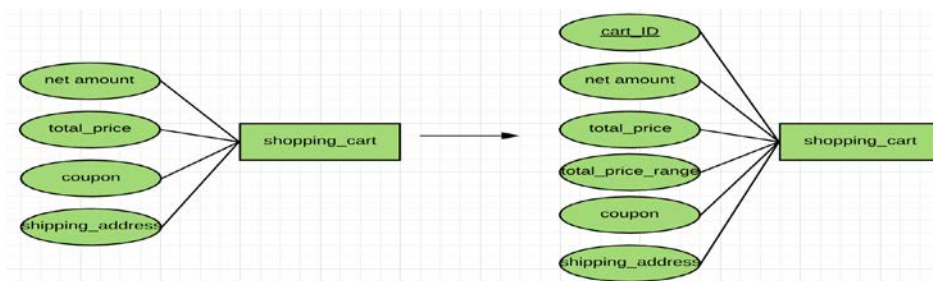 net amount
total_price
coupon
shipping_address
shopping_cart
cart_ID
net amount
total_price
total_price_range
coupon
shipping_address
shopping_cart